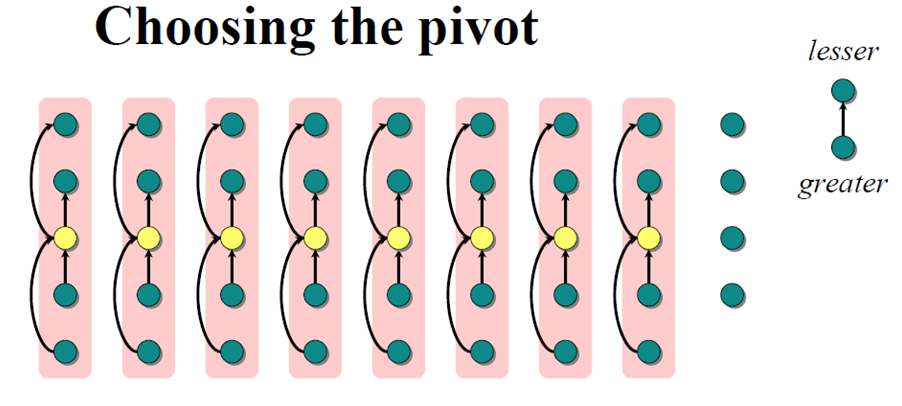 Choosing the pivot
lesser
greater